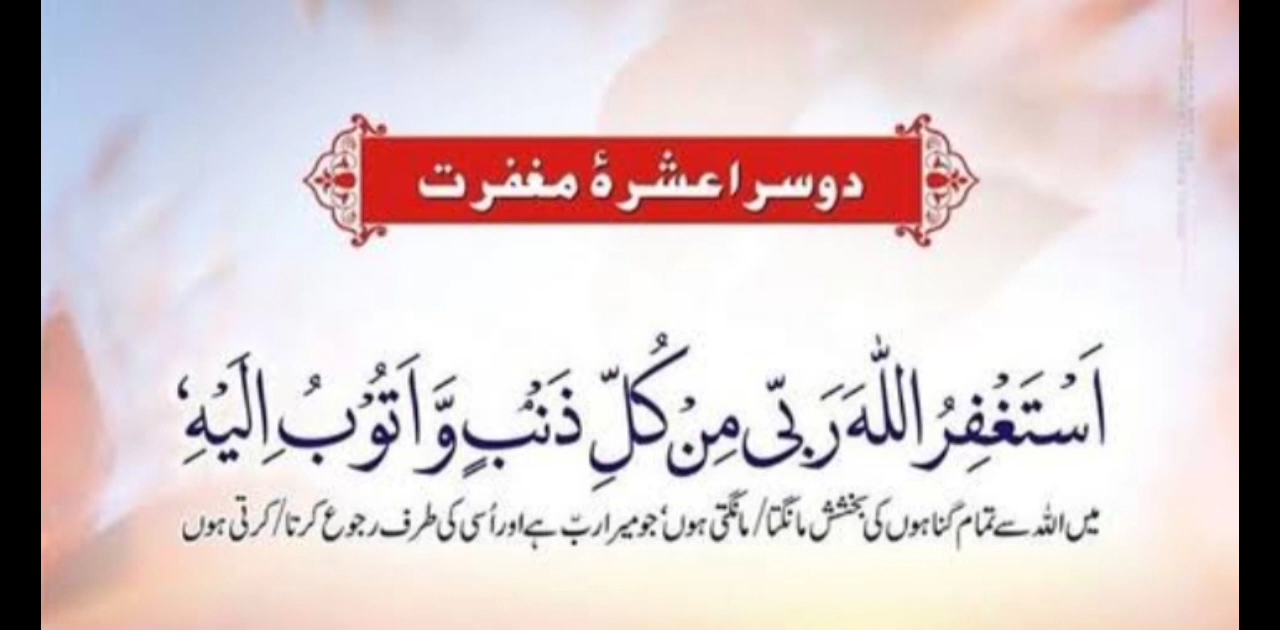 دوسرا عشرۂ مغفرت
اَسْتَغْفِرُ اللّٰهَ رَبِّیْ مِنْ کُلِّ ذَنْۢبٍ وَّ اَتُوْبُ اِلَیْهِ
میں اللہ سے تمام گناہوں کی بخشش مانگتا/مانگتی ہوں، جو میرا ربّ ہے اور اُسی کی طرف رجوع کرتا/کرتی ہوں